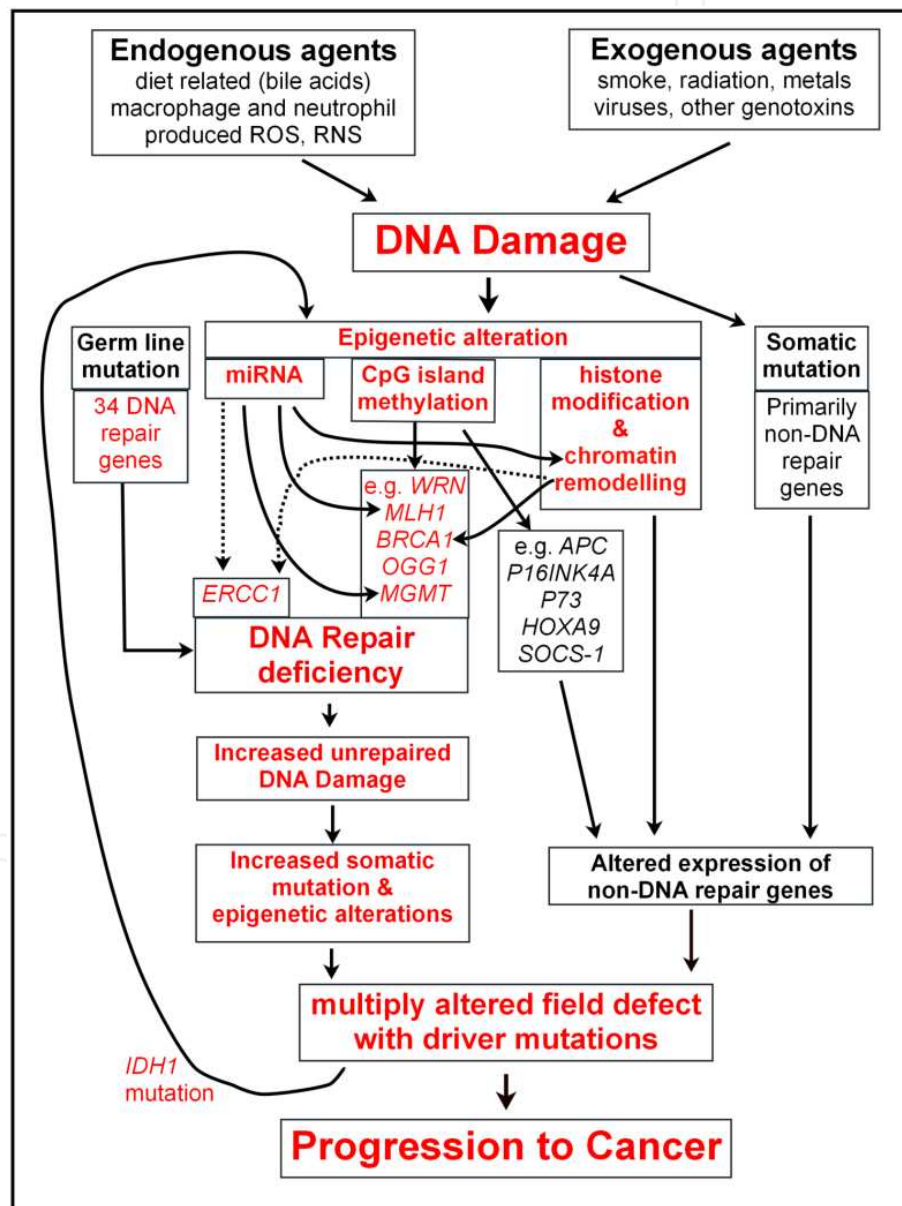 Endogenous agents
diet related (bile acids)
macrophage and neutrophil
produced ROS, RNS
Exogenous agents
smoke, radiation, metals
viruses, other genotoxins
DNA Damage
Epigenetic alteration
Germ line
mutation
34 DNA
repair
genes
miRNA
CpG island
methylation
histone
modification
&
chromatin
remodelling
Somatic
mutation
Primarily
non-DNA
repair
genes
e.g. WRN
MLH1
BRCA1
OGG1
MGMT
ERCC1
e.g. APC
P16INK4A
P73
HOXA9
SOCS-1
DNA Repair
deficiency
Increased unrepaired
DNA Damage
Increased somatic
mutation &
epigenetic alterations
Altered expression of
non-DNA repair genes
multiply altered field defect
with driver mutations
IDH1
mutation
Progression to Cancer